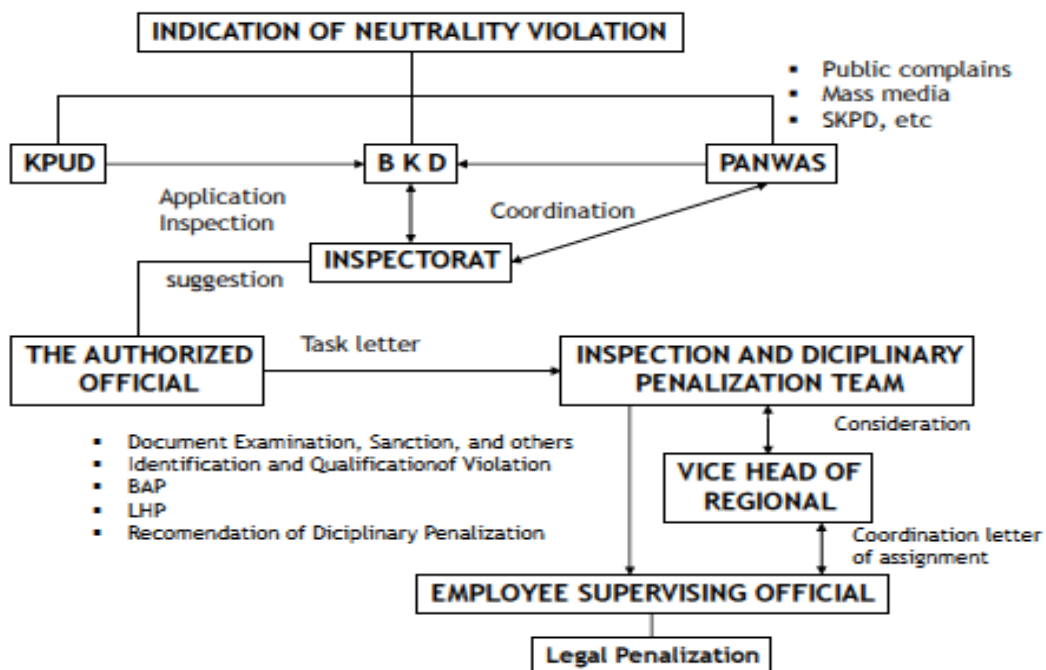 INDICATION OF NEUTRALITY VIOLATION
▪ Public complains
▪ Mass media
▪ SKPD, etc
KPUD
B K D
PANWAS
Application
Inspection
Coordination
INSPECTORAT
suggestion
THE AUTHORIZED
OFFICIAL
Task letter
INSPECTION AND DICIPLINARY
PENALIZATION TEAM
Consideration
▪ Document Examination, Sanction, and others
▪ Identification and Qualificationof Violation
▪ BAP
▪ LHP
▪ Recomendation of Diciplinary Penalization
VICE HEAD OF
REGIONAL
Coordination letter
of assignment
EMPLOYEE SUPERVISING OFFICIAL
Legal Penalization